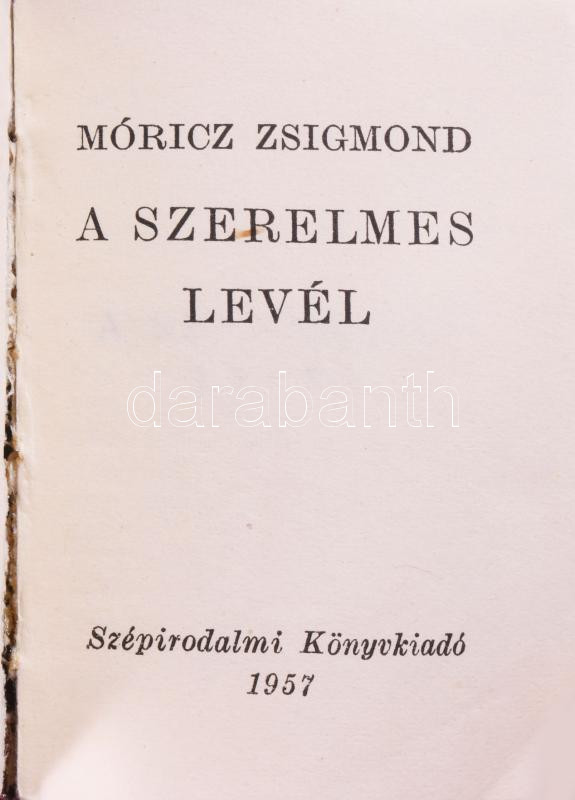 MÓRICZ ZSIGMOND
A SZERELMES
LEVÉL
darabanth
Szépirodalmi Könyvkiadó
1957